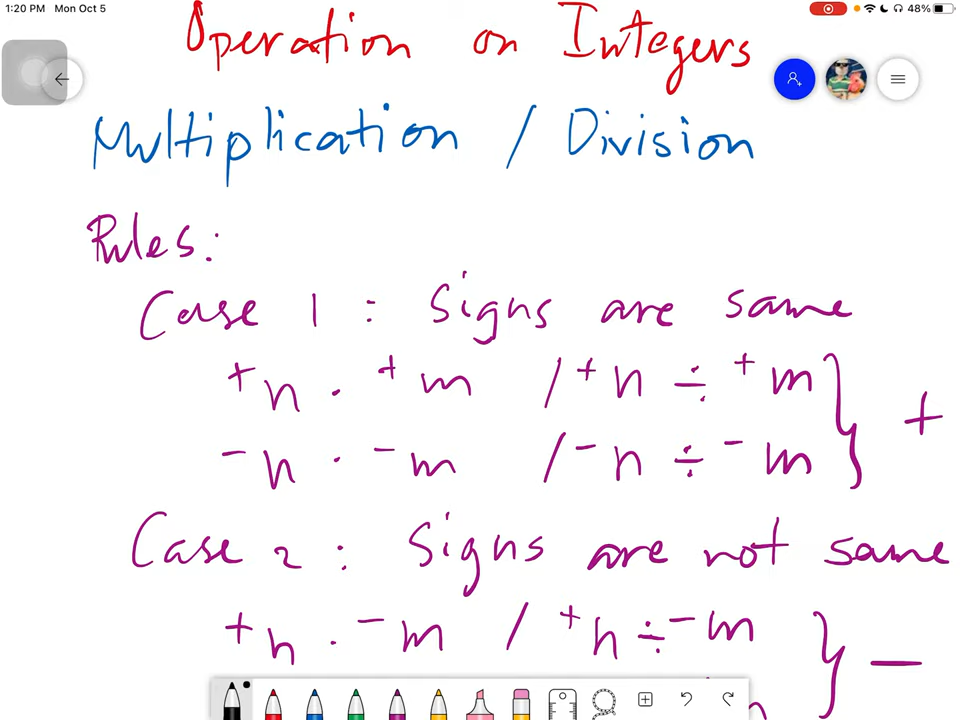 1:20 PM Mon Oct 5 48%
Operation on Integers
Multiplication / Division
Rules:
Case 1 : Signs are same
+n · +m / +n ÷ +m } +
-n · -m / -n ÷ -m
Case 2 : Signs are not same
+n · -m / +n ÷ -m } —